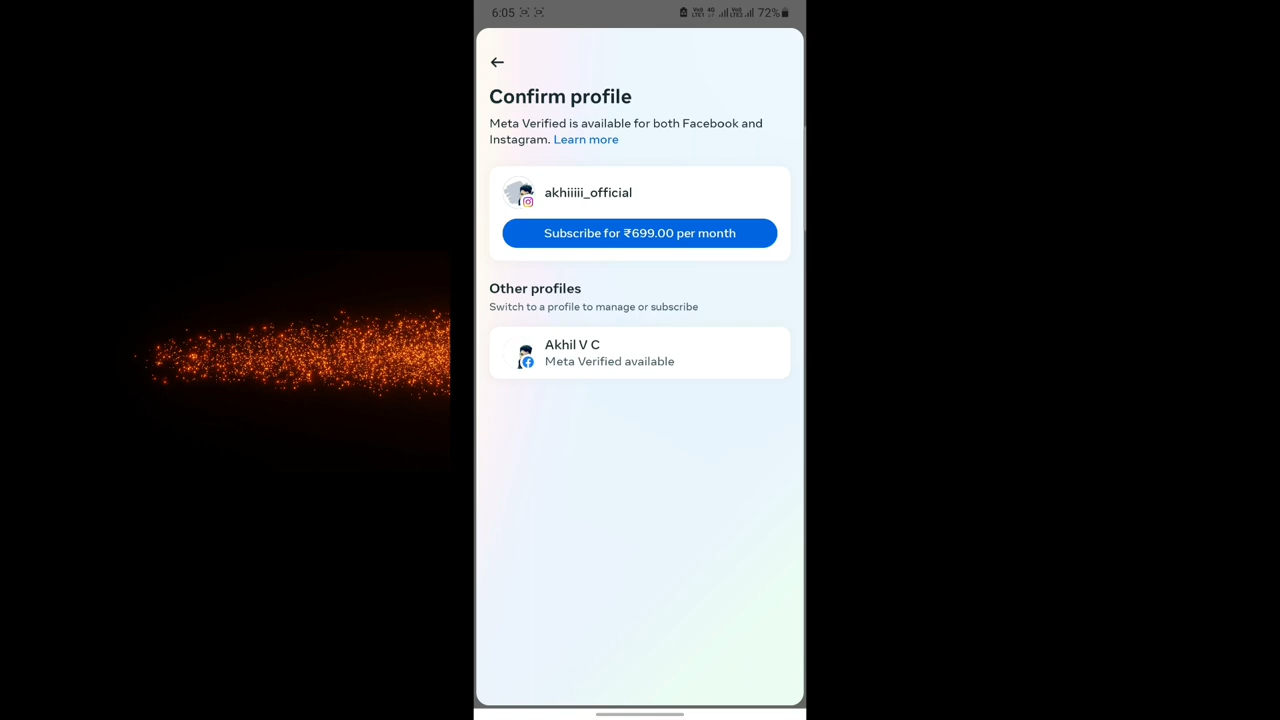 6:05 72%
Confirm profile
Meta Verified is available for both Facebook and
Instagram. Learn more
akhiiiii_official
Subscribe for ₹699.00 per month
Other profiles
Switch to a profile to manage or subscribe
Akhil V C
Meta Verified available